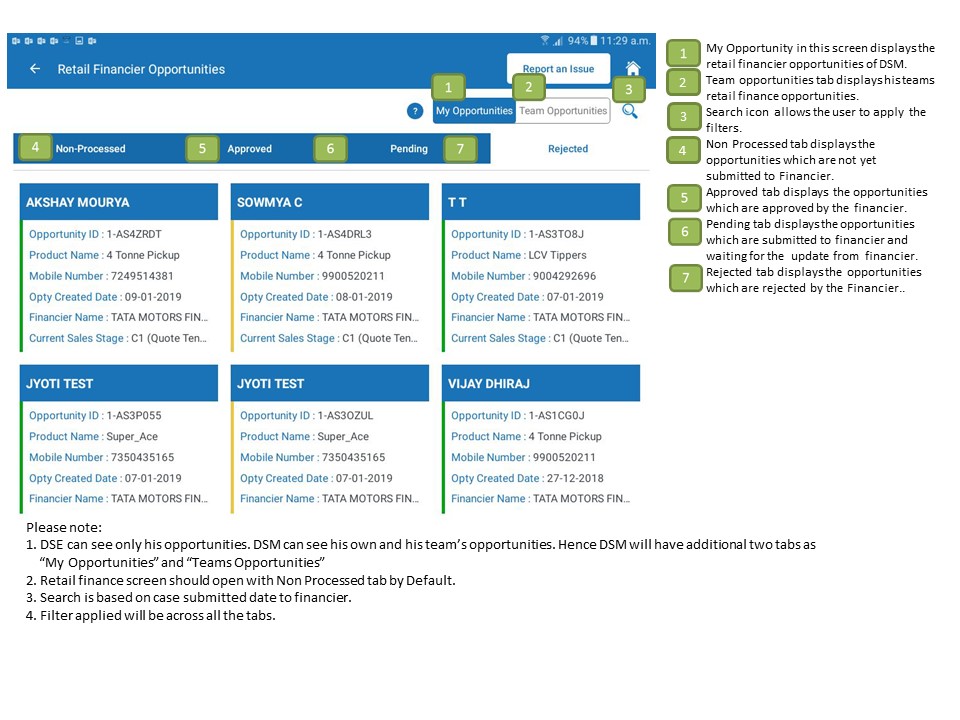 94% 11:29 a.m.
Retail Financier Opportunities
Report an Issue
1
2
3
? My Opportunities Team Opportunities
4 Non-Processed 5 Approved 6 Pending 7 Rejected
AKSHAY MOURYA
Opportunity ID : 1-AS4ZRDT
Product Name : 4 Tonne Pickup
Mobile Number : 7249514381
Opty Created Date : 09-01-2019
Financier Name : TATA MOTORS FIN...
Current Sales Stage : C1 (Quote Ten...
SOWMYA C
Opportunity ID : 1-AS4DRL3
Product Name : 4 Tonne Pickup
Mobile Number : 9900520211
Opty Created Date : 08-01-2019
Financier Name : TATA MOTORS FIN...
Current Sales Stage : C1 (Quote Ten...
T T
Opportunity ID : 1-AS3TO8J
Product Name : LCV Tippers
Mobile Number : 9004292696
Opty Created Date : 07-01-2019
Financier Name : TATA MOTORS FIN...
Current Sales Stage : C1 (Quote Ten...
JYOTI TEST
Opportunity ID : 1-AS3P055
Product Name : Super_Ace
Mobile Number : 7350435165
Opty Created Date : 07-01-2019
Financier Name : TATA MOTORS FIN...
JYOTI TEST
Opportunity ID : 1-AS3OZUL
Product Name : Super_Ace
Mobile Number : 7350435165
Opty Created Date : 07-01-2019
Financier Name : TATA MOTORS FIN...
VIJAY DHIRAJ
Opportunity ID : 1-AS1CG0J
Product Name : 4 Tonne Pickup
Mobile Number : 9900520211
Opty Created Date : 27-12-2018
Financier Name : TATA MOTORS FIN...
1 My Opportunity in this screen displays the
retail financier opportunities of DSM.
2 Team opportunities tab displays his teams
retail finance opportunities.
3 Search icon allows the user to apply the
filters.
4 Non Processed tab displays the
opportunities which are not yet
submitted to Financier.
5 Approved tab displays the opportunities
which are approved by the financier.
6 Pending tab displays the opportunities
which are submitted to financier and
waiting for the update from financier.
7 Rejected tab displays the opportunities
which are rejected by the Financier..
Please note:
1. DSE can see only his opportunities. DSM can see his own and his team's opportunities. Hence DSM will have additional two tabs as
“My Opportunities” and “Teams Opportunities”
2. Retail finance screen should open with Non Processed tab by Default.
3. Search is based on case submitted date to financier.
4. Filter applied will be across all the tabs.